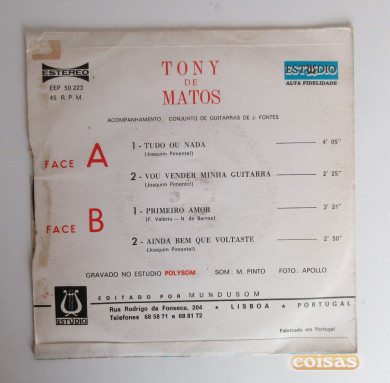 ESTEREO
EEP 50 223
45 R. P. M.
TONY
DE
MATOS
ESTÚDIO
ALTA FIDELIDADE
ACOMPANHAMENTO : CONJUNTO DE GUITARRAS DE J. FONTES
FACE A
1 - TUDO OU NADA 4' 05"
(Joaquim Pimentel)
2 - VOU VENDER MINHA GUITARRA 2' 25"
(Joaquim Pimentel)
FACE B
1 - PRIMEIRO AMOR 3' 21"
(F. Valério — N. de Barros)
2 - AINDA BEM QUE VOLTASTE 2' 50"
(Joaquim Pimentel)
GRAVADO NO ESTÚDIO POLYSOM SOM : M. PINTO FOTO : APOLLO
ESTÚDIO
EDITADO POR MUNDUSOM
Rua Rodrigo da Fonseca, 204 * LISBOA * PORTUGAL
Telefones 68 58 71 e 68 81 72
Fabricado em Portugal
coisas